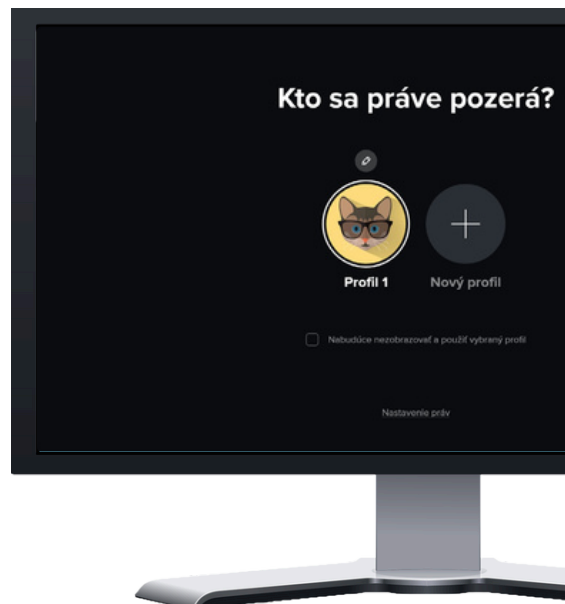 Kto sa práve pozerá?
Profil 1
Nový profil
Nabudúce nezobrazovať a použiť vybraný profil
Nastavenie práv